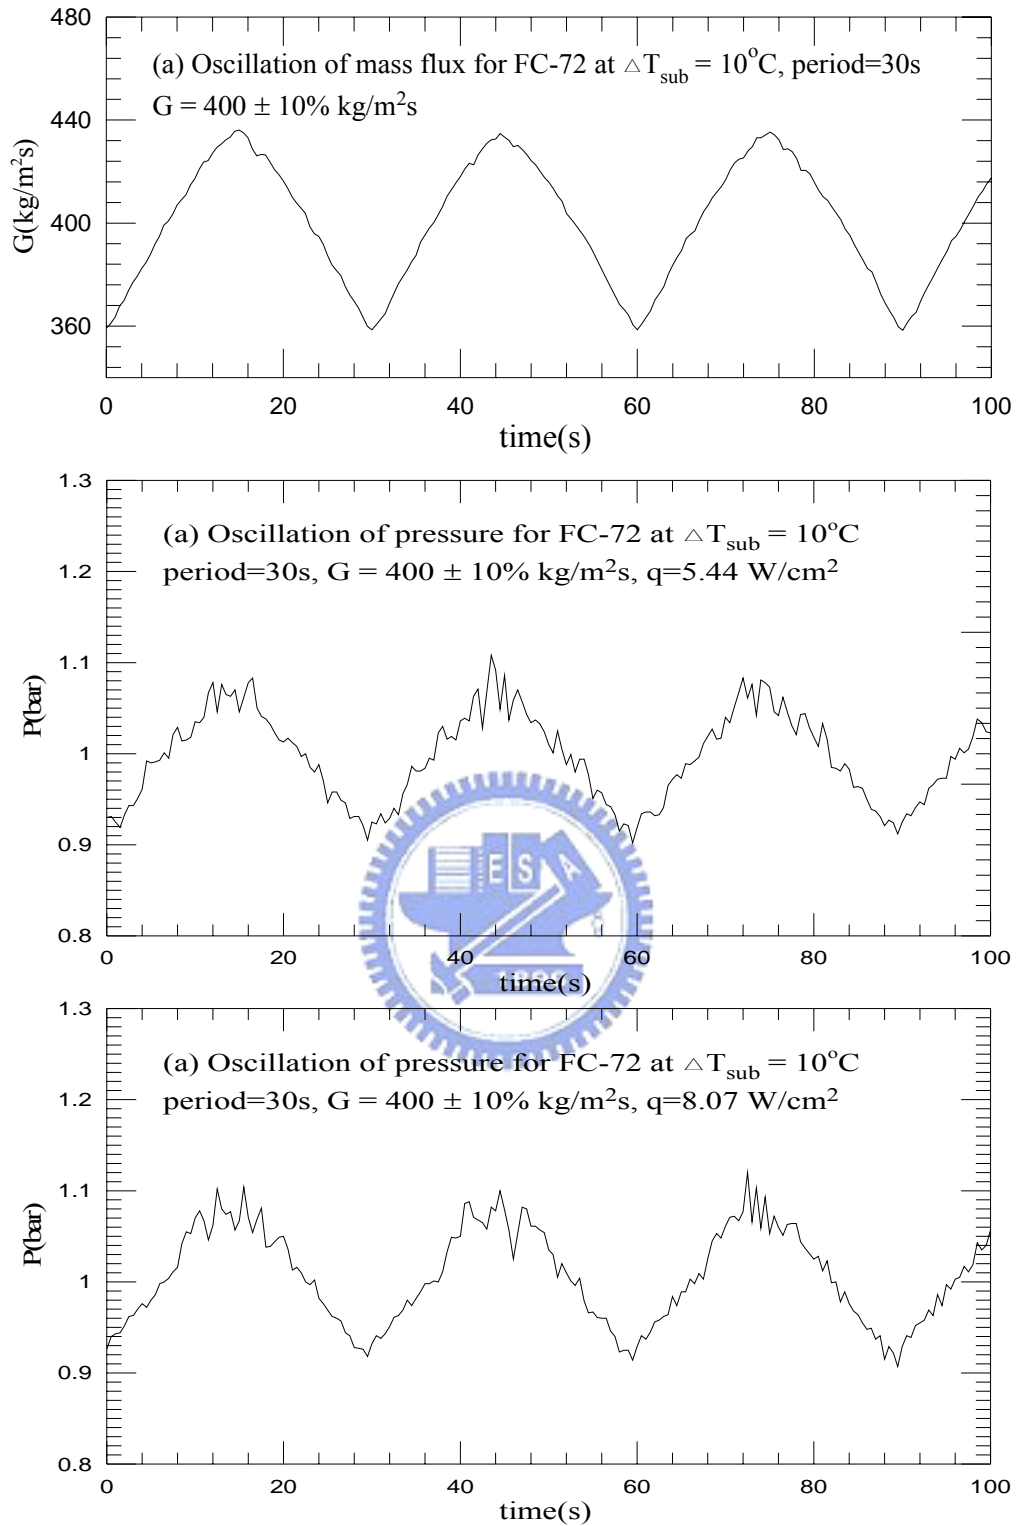 480
(a) Oscillation of mass flux for FC-72 at △T_sub = 10°C, period=30s
G = 400 ± 10% kg/m²s
440
400
360
G(kg/m²s)
0 20 40 60 80 100
time(s)
1.3
(a) Oscillation of pressure for FC-72 at △T_sub = 10°C
period=30s, G = 400 ± 10% kg/m²s, q=5.44 W/cm²
1.2
1.1
1
0.9
0.8
P(bar)
E S A
0 20 40 60 80 100
1896
time(s)
1.3
(a) Oscillation of pressure for FC-72 at △T_sub = 10°C
period=30s, G = 400 ± 10% kg/m²s, q=8.07 W/cm²
1.2
1.1
1
0.9
0.8
P(bar)
0 20 40 60 80 100
time(s)